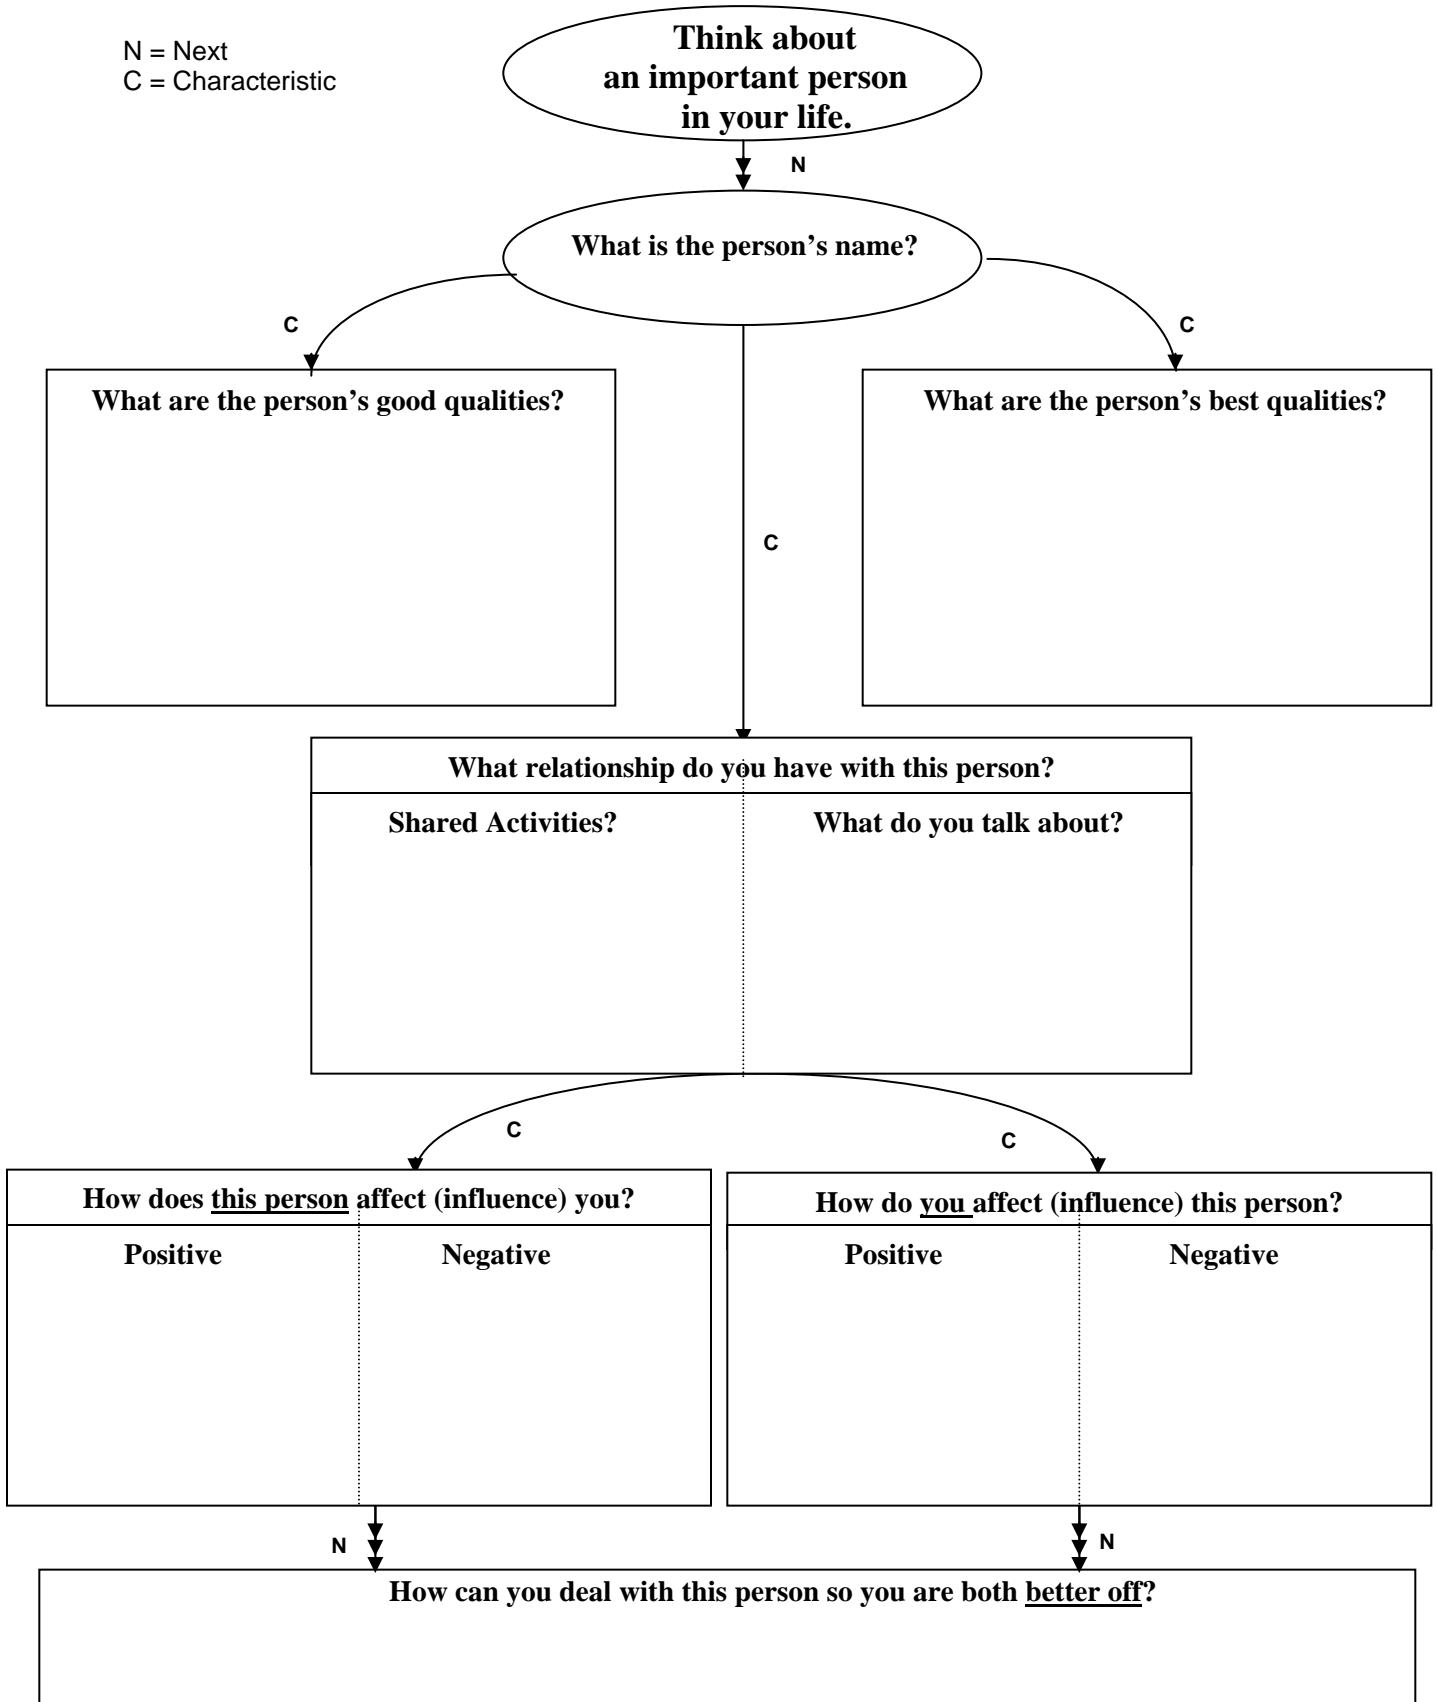 N = Next
C = Characteristic
Think about
an important person
in your life.
N
What is the person’s name?
C
C
What are the person’s good qualities?
What are the person’s best qualities?
C
What relationship do you have with this person?
Shared Activities?
What do you talk about?
C
C
How does this person affect (influence) you?
How do you affect (influence) this person?
Positive
Negative
Positive
Negative
N
N
How can you deal with this person so you are both better off?